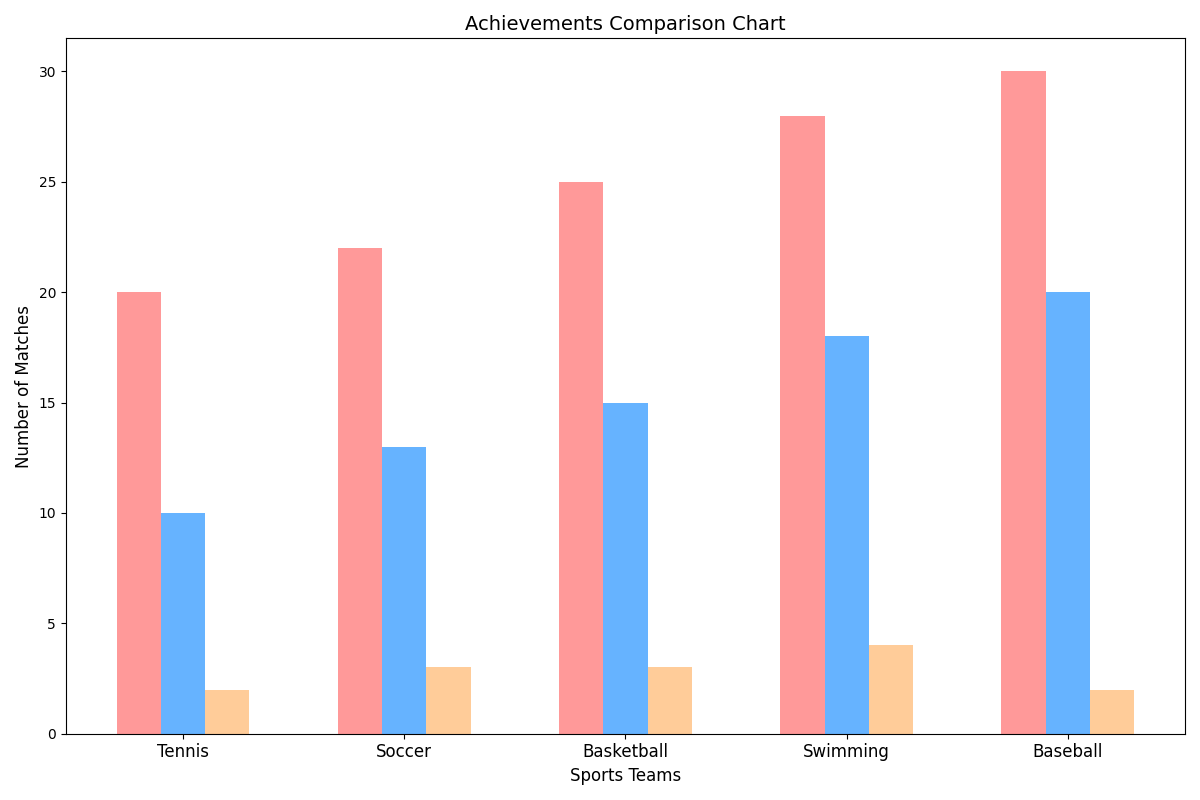 Achievements Comparison Chart
Number of Matches
30
25
20
15
10
5
0
Tennis
Soccer
Basketball
Swimming
Baseball
Sports Teams